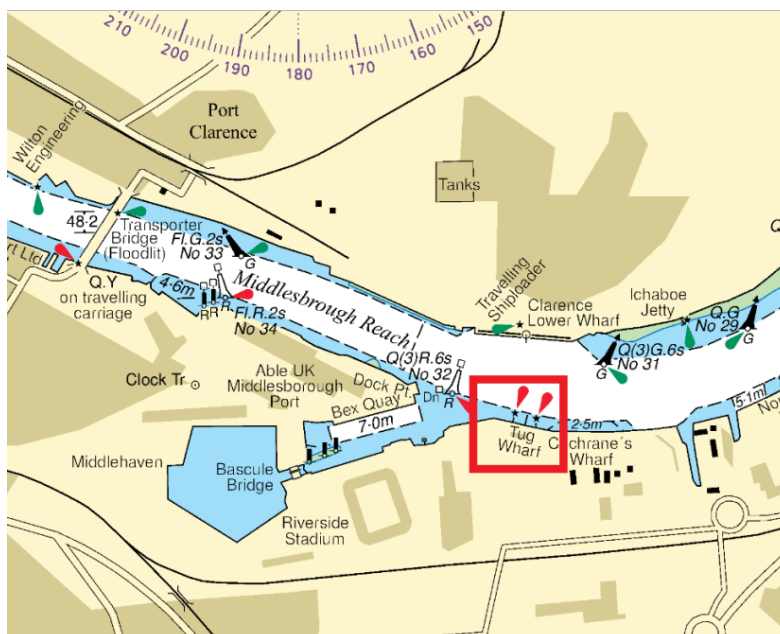 210
200
190
180
170
160
150
Port
Clarence
Wilton
Engineering
Tanks
48·2
Transporter
Bridge
(Floodlit)
Fl.G.2s
No 33
G
rt Ltd
Q.Y
on travelling
carriage
4·6m
R
R
R
Fl.R.2s
No 34
Middlesbrough Reach
Travelling
Shiploader
Clarence
Lower Wharf
Ichaboe
Jetty
Q.G
No 29
G
Q
Q(3)G.6s
No 31
G
Q(3)R.6s
No 32
R
Clock Tr
Able UK
Middlesborough
Port
Dock Pt.
Bex Quay
Dn
7·0m
Tug
Wharf
2·5m
Cochrane's
Wharf
5·1m
Nor
Middlehaven
Bascule
Bridge
Riverside
Stadium